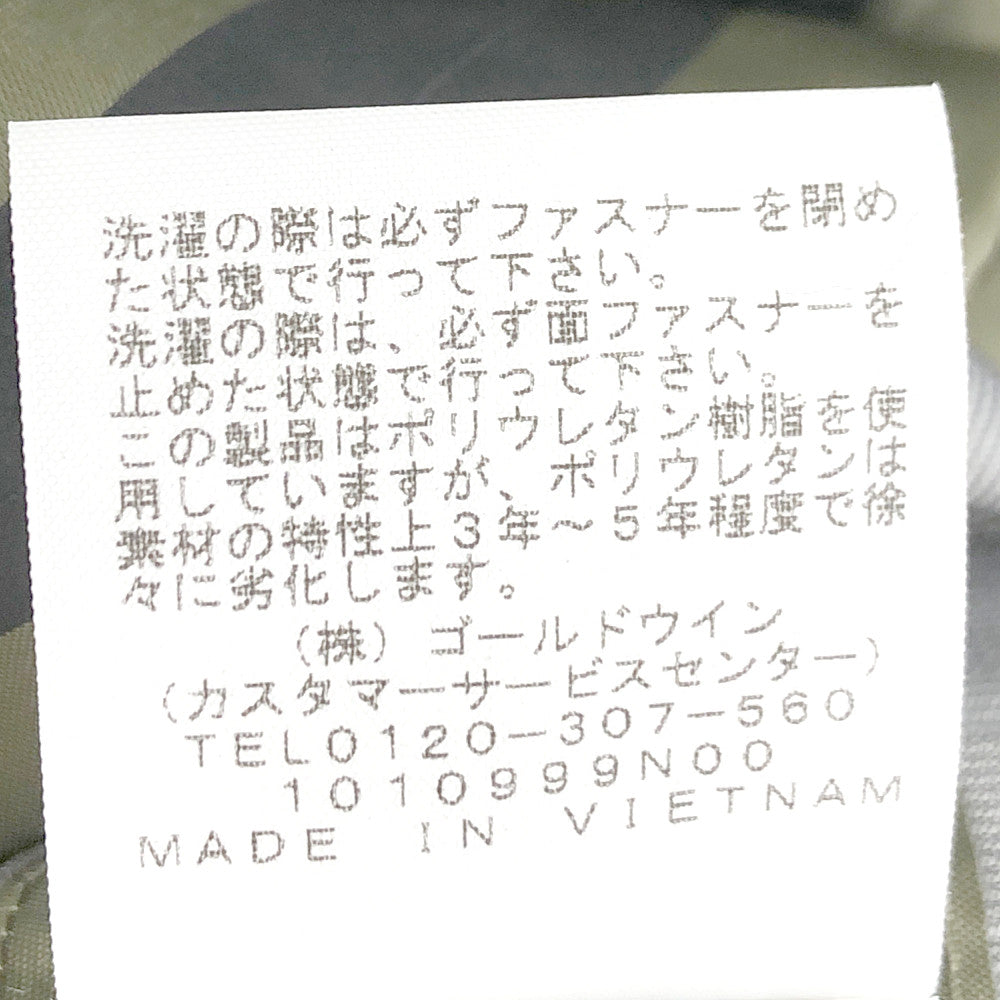 洗濯の際は必ずファスナーを閉め
た状態で行って下さい。
洗濯の際は、必ず面ファスナーを
止めた状態で行って下さい。
この製品はポリウレタン樹脂を使
用していますが、ポリウレタンは
素材の特性上3年~5年程度で徐
々に劣化します。
(株)ゴールドウイン
(カスタマーサービスセンター)
TEL0120-307-560
1010999N00
MADE IN VIETNAM